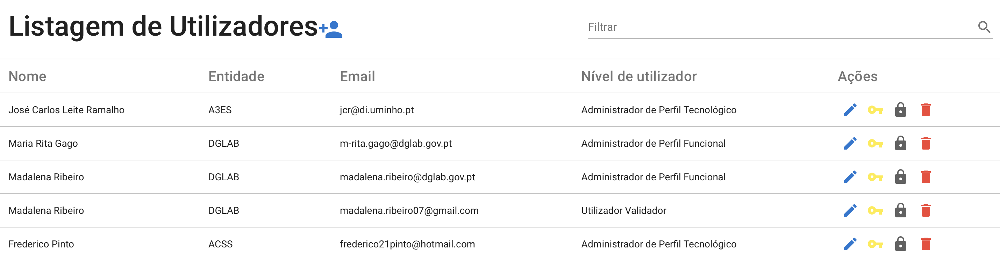 Listagem de Utilizadores
Filtrar
Nome Entidade Email Nível de utilizador Ações
José Carlos Leite Ramalho A3ES jcr@di.uminho.pt Administrador de Perfil Tecnológico
Maria Rita Gago DGLAB m-rita.gago@dglab.gov.pt Administrador de Perfil Funcional
Madalena Ribeiro DGLAB madalena.ribeiro@dglab.gov.pt Administrador de Perfil Funcional
Madalena Ribeiro DGLAB madalena.ribeiro07@gmail.com Utilizador Validador
Frederico Pinto ACSS frederico21pinto@hotmail.com Administrador de Perfil Tecnológico